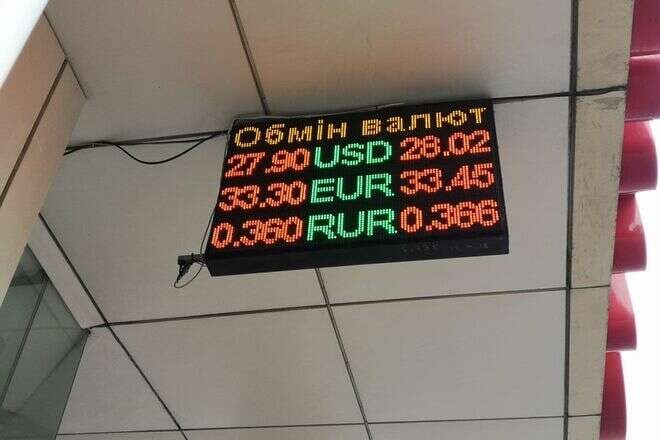 Обмін валют
27.90 USD 28.02
33.30 EUR 33.45
0.360 RUR 0.366